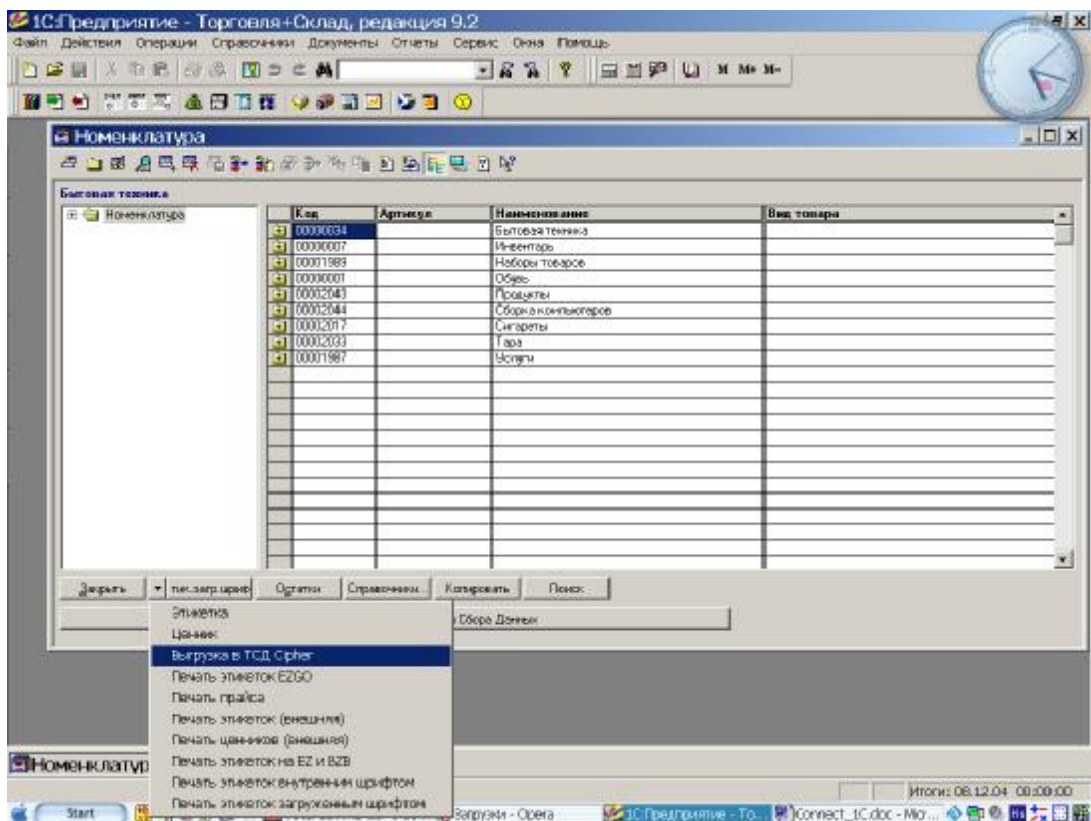 1С:Предприятие - Торговля+Склад, редакция 9.2
Файл Действия Операции Справочники Документы Отчеты Сервис Окна Помощь
M M+ M-
Номенклатура
Бытовая техника
Номенклатура
Код Артикул Наименование Вид товара
00000034 Бытовая техника
00000007 Инвентарь
00001989 Наборы товаров
00000001 Обувь
00002043 Продукты
00002044 Сборка компьютеров
00002017 Сигареты
00002033 Тара
00001987 Услуги
Закрыть Остатки Справочники Копировать Поиск
Сбора Данных
Этикетка
Ценник
Выгрузка в ТСД Cipher
Печать этикеток EZGO
Печать прайса
Печать этикеток (внешняя)
Печать ценников (внешняя)
Печать этикеток на EZ и BZB
Печать этикеток внутренним шрифтом
Печать этикеток загруженным шрифтом
Номенклатур
Итоги: 08.12.04 00:00:00
Start Загрузки - Opera 1С:Предприятие - То... Connect_1C.doc - Micr...